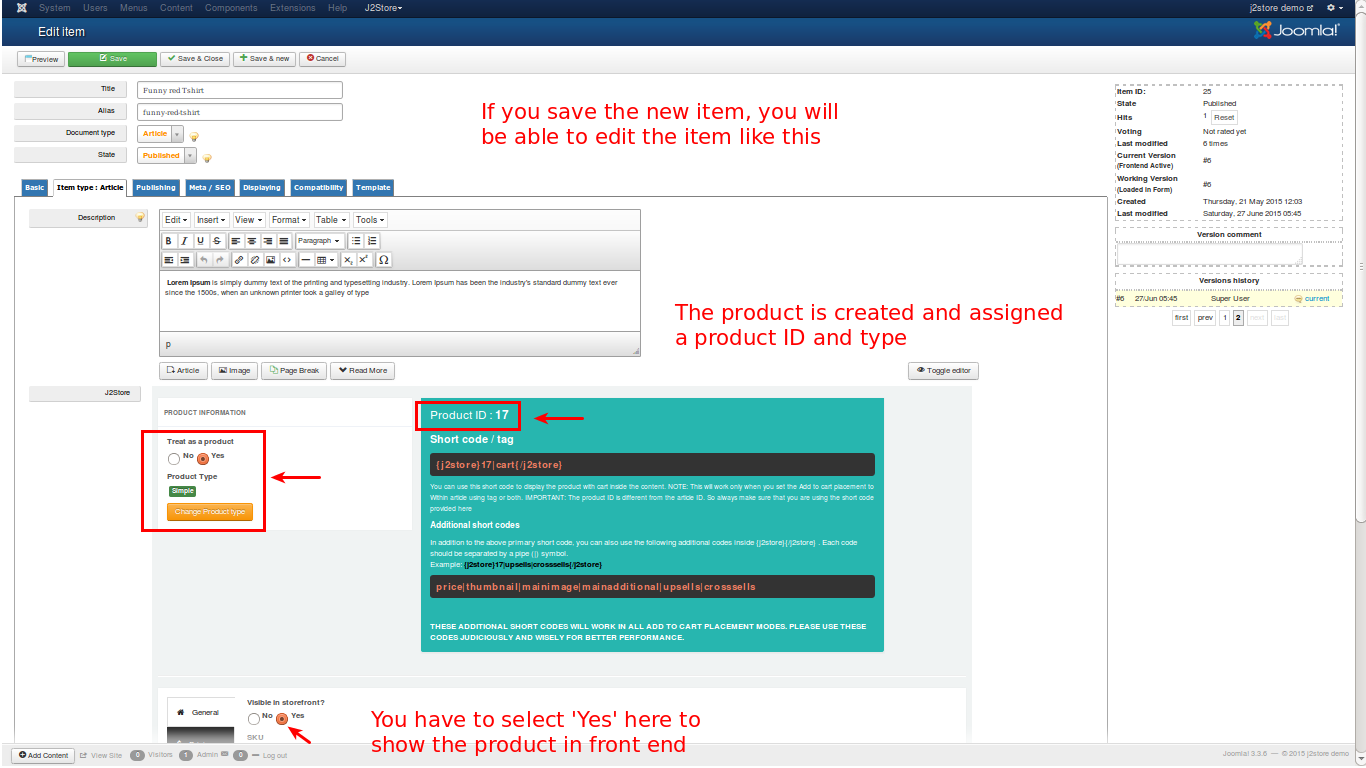 System Users Menus Content Components Extensions Help J2Store j2store demo
Edit item Joomla!®
Preview Save Save & Close Save & new Cancel
Title Funny red Tshirt
Alias funny-red-tshirt
Document type Article
State Published
If you save the new item, you will
be able to edit the item like this
Item ID: 25
State Published
Hits 1 Reset
Voting Not rated yet
Last modified 6 times
Current Version
(Frontend Active) #6
Working Version
(Loaded in Form) #6
Created Thursday, 21 May 2015 12:03
Last modified Saturday, 27 June 2015 05:45
Version comment
Versions history
#6 27/Jun 05:45 Super User current
first prev 1 2 next last
Basic Item type : Article Publishing Meta / SEO Displaying Compatibility Template
Description
Edit Insert View Format Table Tools
B I U S Paragraph
X₂ X² Ω
Lorem Ipsum is simply dummy text of the printing and typesetting industry. Lorem Ipsum has been the industry's standard dummy text ever
since the 1500s, when an unknown printer took a galley of type
p
The product is created and assigned
a product ID and type
Article Image Page Break Read More Toggle editor
J2Store
PRODUCT INFORMATION
Treat as a product
No Yes
Product Type
Simple
Change Product type
Product ID : 17
Short code / tag
{j2store}17|cart{/j2store}
You can use this short code to display the product with cart inside the content. NOTE: This will work only when you set the Add to cart placement to
Within article using tag or both. IMPORTANT: The product ID is different from the article ID. So always make sure that you are using the short code
provided here
Additional short codes
In addition to the above primary short code, you can also use the following additional codes inside {j2store}{/j2store} . Each code
should be separated by a pipe (|) symbol.
Example: {j2store}17|upsells|crosssells{/j2store}
price|thumbnail|mainimage|mainadditional|upsells|crosssells
THESE ADDITIONAL SHORT CODES WILL WORK IN ALL ADD TO CART PLACEMENT MODES. PLEASE USE THESE
CODES JUDICIOUSLY AND WISELY FOR BETTER PERFORMANCE.
General
Visible in storefront?
No Yes
SKU
You have to select 'Yes' here to
show the product in front end
Add Content View Site 0 Visitors 1 Admin 0 Log out Joomla! 3.3.6 — © 2015 j2store demo